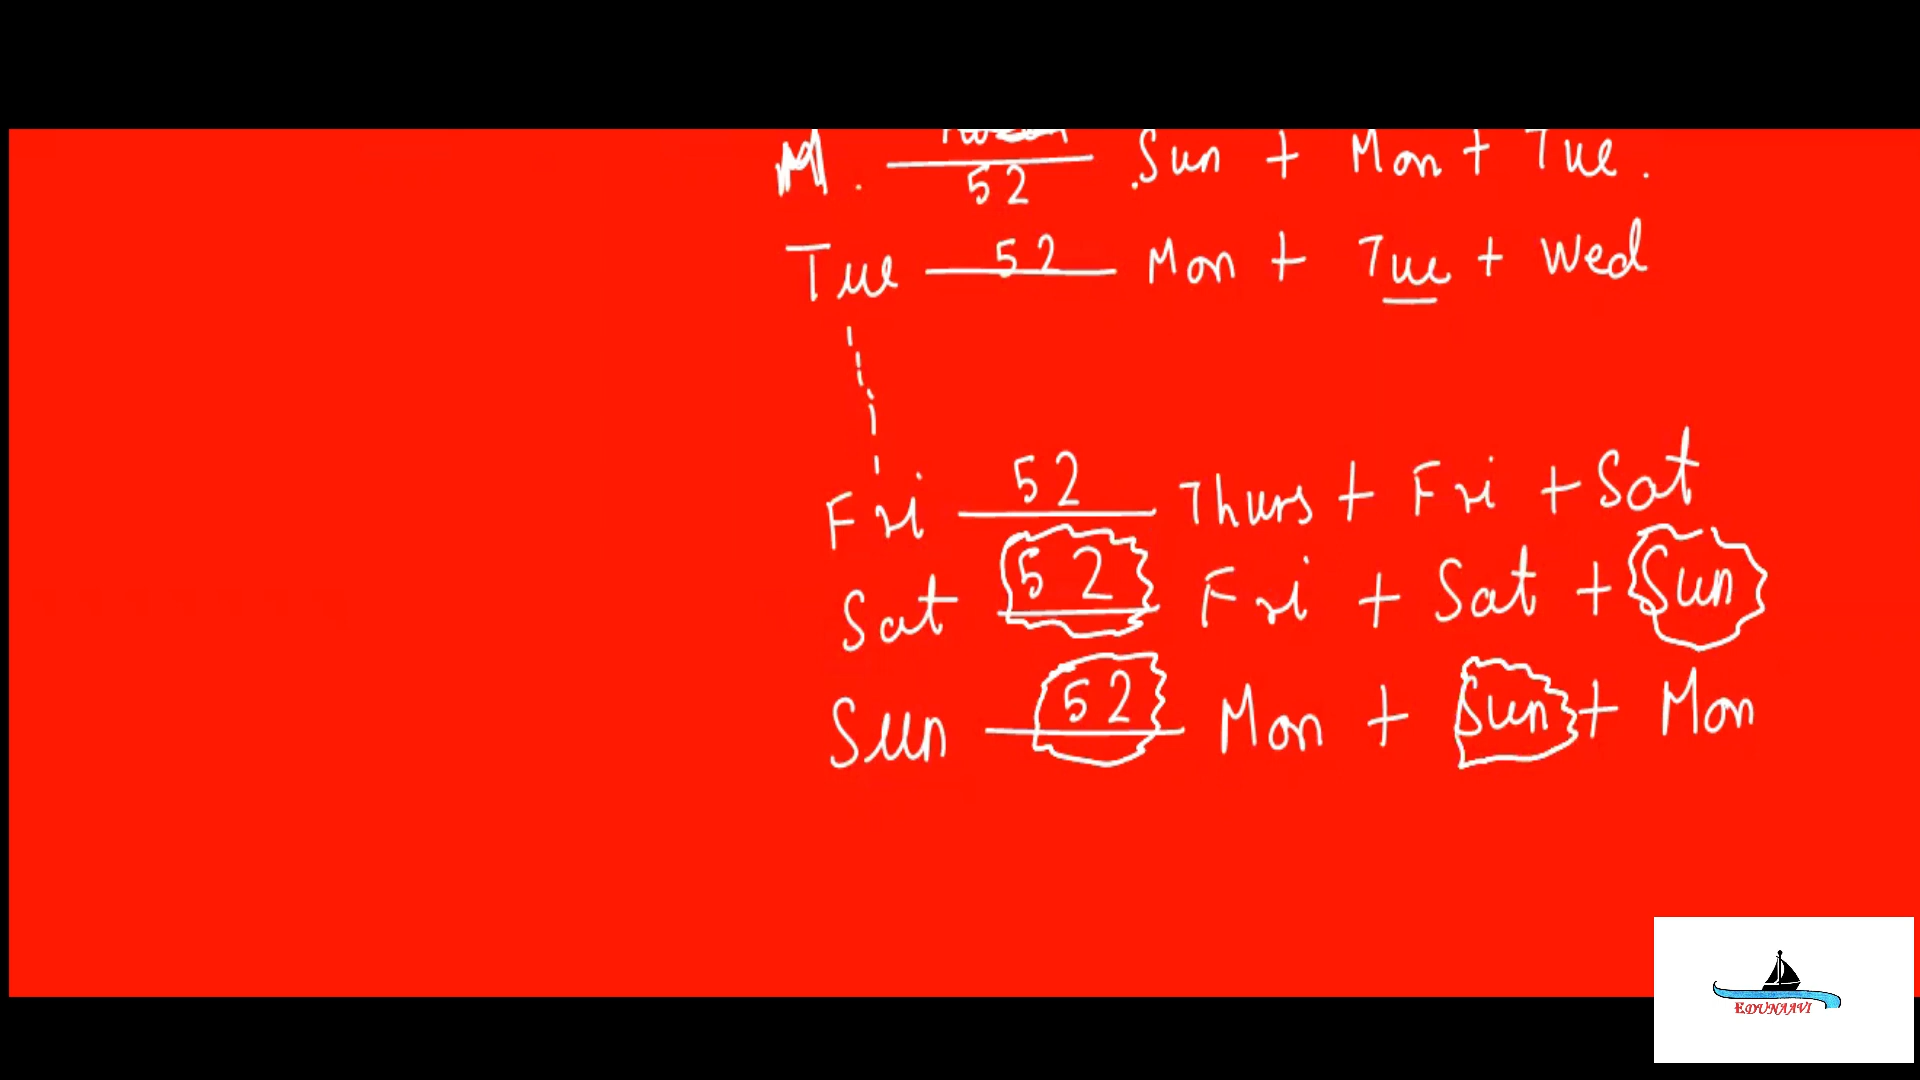 M. 52 Sun + Mon + Tue.
Tue 52 Mon + Tue + Wed
Fri 52 Thurs + Fri + Sat
Sat 52 Fri + Sat + Sun
Sun 52 Mon + Sun + Mon
EDUNAAVI